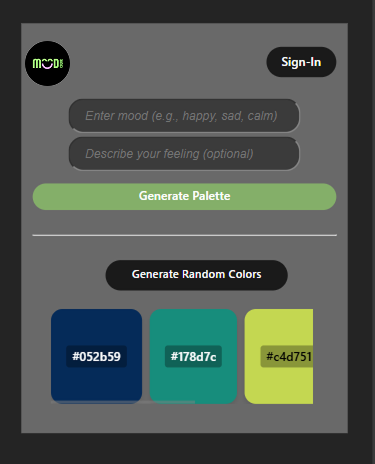 Sign-In
Enter mood (e.g., happy, sad, calm)
Describe your feeling (optional)
Generate Palette
Generate Random Colors
#052b59
#178d7c
#c4d751